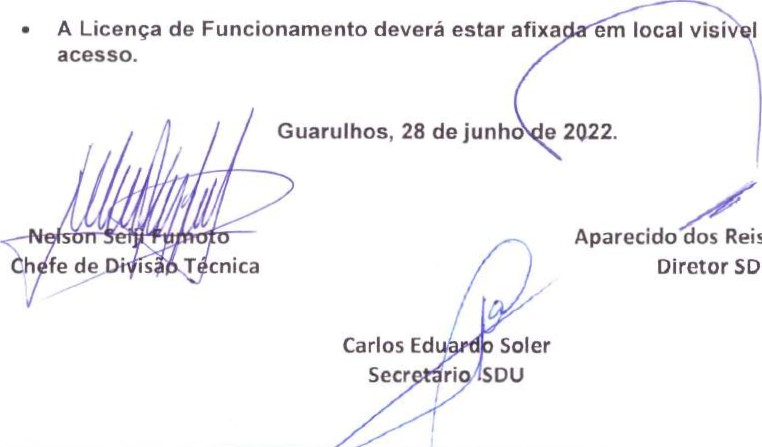 • A Licença de Funcionamento deverá estar afixada em local visível
acesso.
Guarulhos, 28 de junho de 2022.
Nelson Seiji Fumoto
Chefe de Divisão Técnica
Aparecido dos Reis
Diretor SD
Carlos Eduardo Soler
Secretário SDU